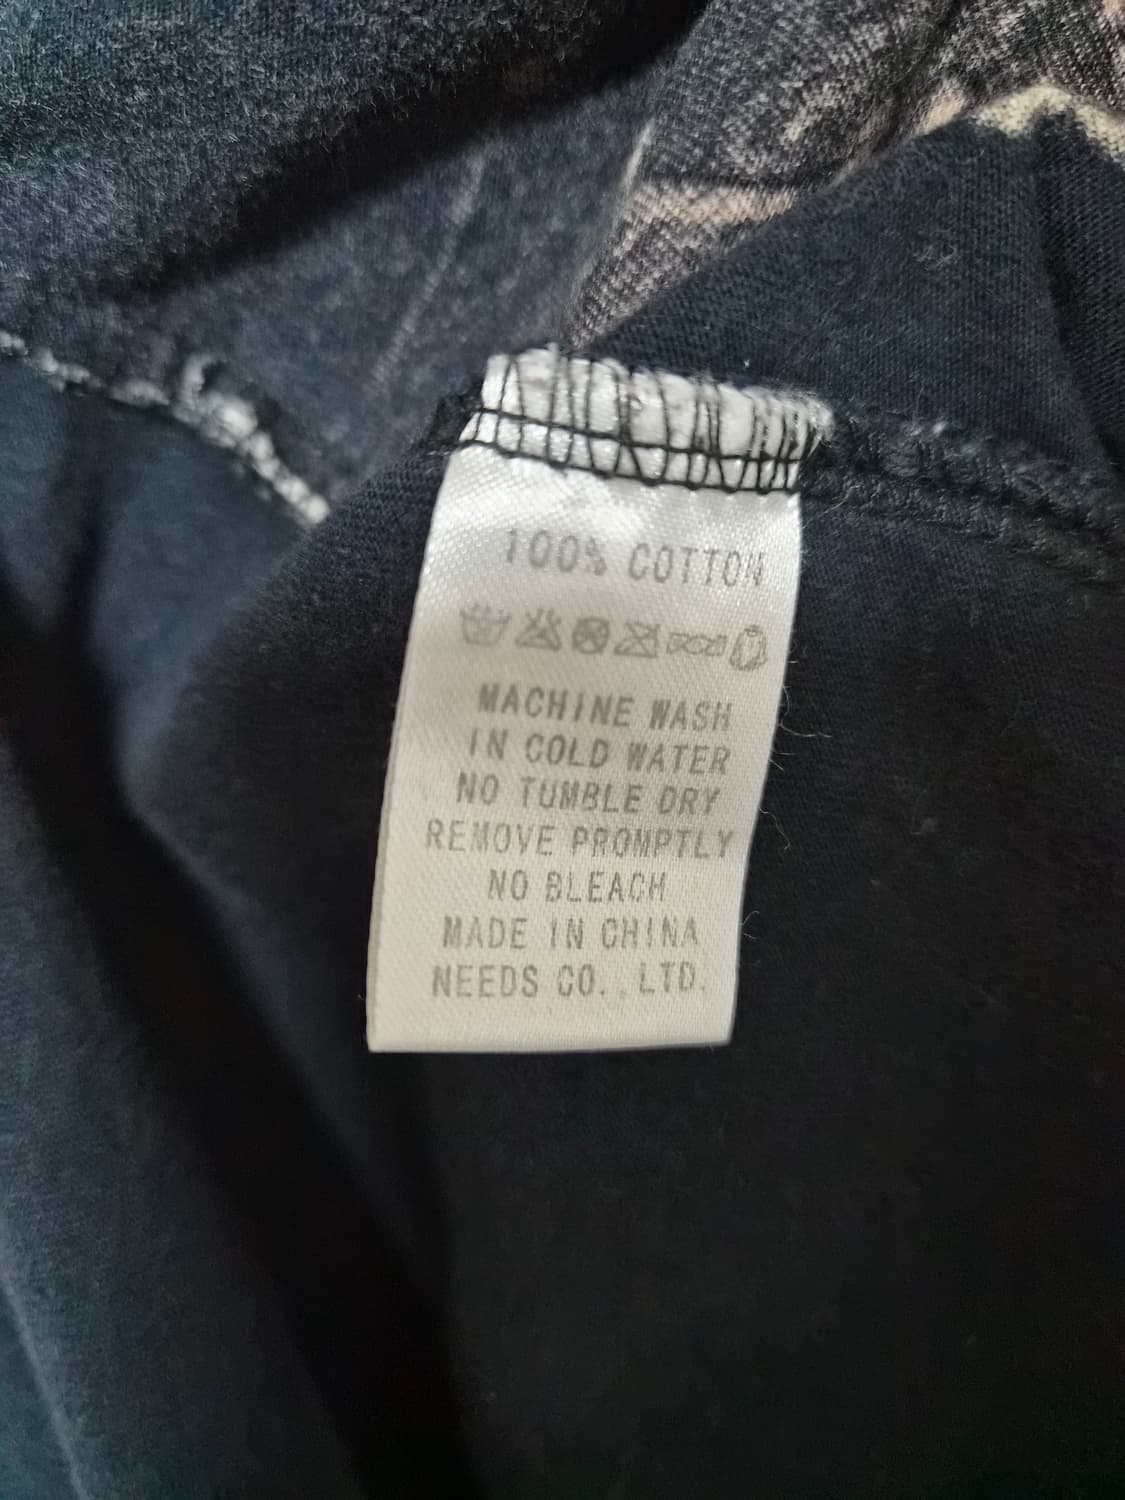 100% COTTON
MACHINE WASH
IN COLD WATER
NO TUMBLE DRY
REMOVE PROMPTLY
NO BLEACH
MADE IN CHINA
NEEDS CO., LTD.